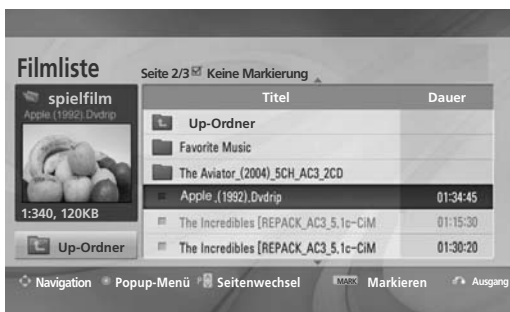 Filmliste
Seite 2/3 Keine Markierung
spielfilm
Apple.(1992).Dvdrip
1:340, 120KB
Up-Ordner
Titel Dauer
Up-Ordner
Favorite Music
The Aviator_(2004)_5CH_AC3_2CD
Apple .(1992).Dvdrip 01:34:45
The Incredibles [REPACK_AC3_5.1c-CiM 01:15:30
The Incredibles [REPACK_AC3_5.1c-CiM 01:30:20
Navigation Popup-Menü P Seitenwechsel MARK Markieren Ausgang